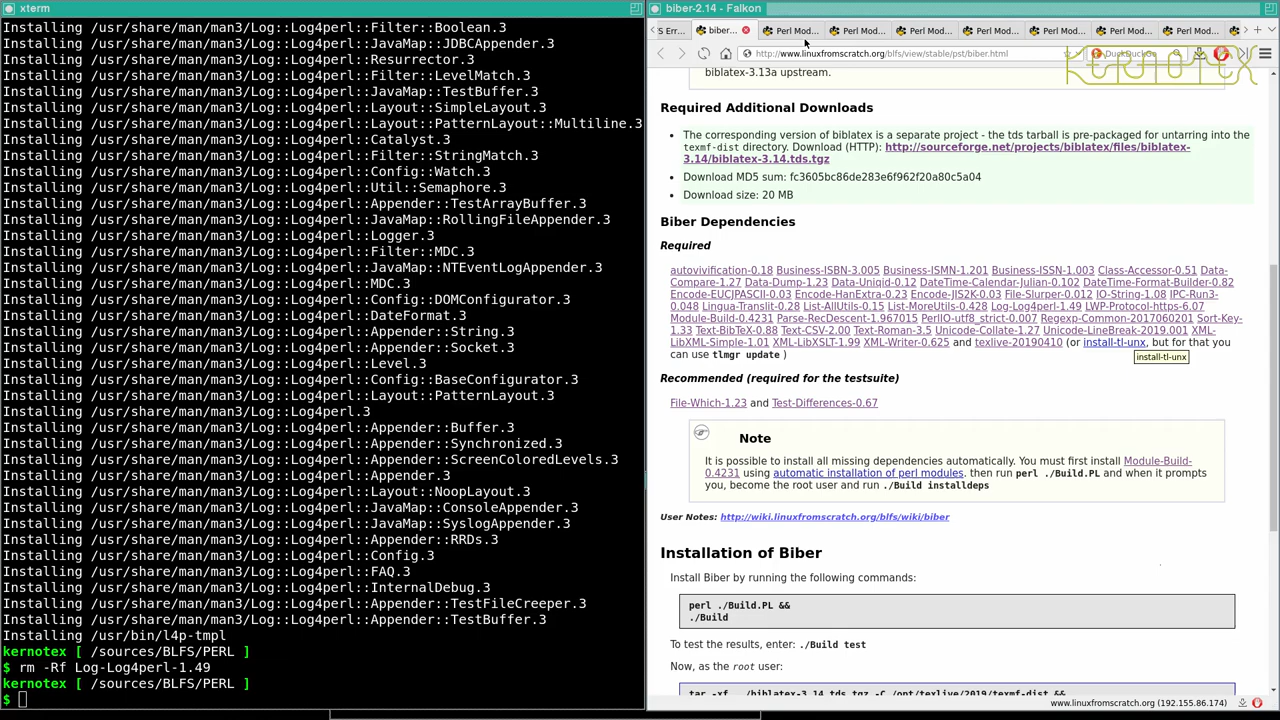 xterm
Installing /usr/share/man/man3/Log::Log4perl::Filter::Boolean.3
Installing /usr/share/man/man3/Log::Log4perl::JavaMap::JDBCAppender.3
Installing /usr/share/man/man3/Log::Log4perl::Resurrector.3
Installing /usr/share/man/man3/Log::Log4perl::Filter::LevelMatch.3
Installing /usr/share/man/man3/Log::Log4perl::JavaMap::TestBuffer.3
Installing /usr/share/man/man3/Log::Log4perl::Layout::SimpleLayout.3
Installing /usr/share/man/man3/Log::Log4perl::Layout::PatternLayout::Multiline.3
Installing /usr/share/man/man3/Log::Log4perl::Catalyst.3
Installing /usr/share/man/man3/Log::Log4perl::Filter::StringMatch.3
Installing /usr/share/man/man3/Log::Log4perl::Config::Watch.3
Installing /usr/share/man/man3/Log::Log4perl::Util::Semaphore.3
Installing /usr/share/man/man3/Log::Log4perl::Appender::TestArrayBuffer.3
Installing /usr/share/man/man3/Log::Log4perl::JavaMap::RollingFileAppender.3
Installing /usr/share/man/man3/Log::Log4perl::Logger.3
Installing /usr/share/man/man3/Log::Log4perl::Filter::MDC.3
Installing /usr/share/man/man3/Log::Log4perl::JavaMap::NTEventLogAppender.3
Installing /usr/share/man/man3/Log::Log4perl::MDC.3
Installing /usr/share/man/man3/Log::Log4perl::Config::DOMConfigurator.3
Installing /usr/share/man/man3/Log::Log4perl::DateFormat.3
Installing /usr/share/man/man3/Log::Log4perl::Appender::String.3
Installing /usr/share/man/man3/Log::Log4perl::Appender::Socket.3
Installing /usr/share/man/man3/Log::Log4perl::Level.3
Installing /usr/share/man/man3/Log::Log4perl::Config::BaseConfigurator.3
Installing /usr/share/man/man3/Log::Log4perl::Layout::PatternLayout.3
Installing /usr/share/man/man3/Log::Log4perl.3
Installing /usr/share/man/man3/Log::Log4perl::Appender::Buffer.3
Installing /usr/share/man/man3/Log::Log4perl::Appender::Synchronized.3
Installing /usr/share/man/man3/Log::Log4perl::Appender::ScreenColoredLevels.3
Installing /usr/share/man/man3/Log::Log4perl::Appender.3
Installing /usr/share/man/man3/Log::Log4perl::Layout::NoopLayout.3
Installing /usr/share/man/man3/Log::Log4perl::JavaMap::ConsoleAppender.3
Installing /usr/share/man/man3/Log::Log4perl::JavaMap::SyslogAppender.3
Installing /usr/share/man/man3/Log::Log4perl::Appender::RRDs.3
Installing /usr/share/man/man3/Log::Log4perl::Config.3
Installing /usr/share/man/man3/Log::Log4perl::FAQ.3
Installing /usr/share/man/man3/Log::Log4perl::InternalDebug.3
Installing /usr/share/man/man3/Log::Log4perl::Appender::TestFileCreeper.3
Installing /usr/share/man/man3/Log::Log4perl::Appender::TestBuffer.3
Installing /usr/bin/l4p-tmpl
kernotex [ /sources/BLFS/PERL ]
$ rm -Rf Log-Log4perl-1.49
kernotex [ /sources/BLFS/PERL ]
$
biber-2.14 - Falkon
S Err... biber... Perl Mod... Perl Mod... Perl Mod... Perl Mod... Perl Mod... Perl Mod... Perl Mod...
http://www.linuxfromscratch.org/blfs/view/stable/pst/biber.html DuckDuckGo
KERNOTEX
biblatex-3.13a upstream.
Required Additional Downloads
• The corresponding version of biblatex is a separate project - the tds tarball is pre-packaged for untarring into the
texmf-dist directory. Download (HTTP): http://sourceforge.net/projects/biblatex/files/biblatex-
3.14/biblatex-3.14.tds.tgz
• Download MD5 sum: fc3605bc86de283e6f962f20a80c5a04
• Download size: 20 MB
Biber Dependencies
Required
autovivification-0.18 Business-ISBN-3.005 Business-ISMN-1.201 Business-ISSN-1.003 Class-Accessor-0.51 Data-
Compare-1.27 Data-Dump-1.23 Data-Uniqid-0.12 DateTime-Calendar-Julian-0.102 DateTime-Format-Builder-0.82
Encode-EUCJPASCII-0.03 Encode-HanExtra-0.23 Encode-JIS2K-0.03 File-Slurper-0.012 IO-String-1.08 IPC-Run3-
0.048 Lingua-Translit-0.28 List-AllUtils-0.15 List-MoreUtils-0.428 Log-Log4perl-1.49 LWP-Protocol-https-6.07
Module-Build-0.4231 Parse-RecDescent-1.967015 PerlIO-utf8_strict-0.007 Regexp-Common-2017060201 Sort-Key-
1.33 Text-BibTeX-0.88 Text-CSV-2.00 Text-Roman-3.5 Unicode-Collate-1.27 Unicode-LineBreak-2019.001 XML-
LibXML-Simple-1.01 XML-LibXSLT-1.99 XML-Writer-0.625 and texlive-20190410 (or install-tl-unx, but for that you
can use tlmgr update )
install-tl-unx
Recommended (required for the testsuite)
File-Which-1.23 and Test-Differences-0.67
Note
It is possible to install all missing dependencies automatically. You must first install Module-Build-
0.4231 using automatic installation of perl modules. then run perl ./Build.PL and when it prompts
you, become the root user and run ./Build installdeps
User Notes: http://wiki.linuxfromscratch.org/blfs/wiki/biber
Installation of Biber
Install Biber by running the following commands:
perl ./Build.PL &&
./Build
To test the results, enter: ./Build test
Now, as the root user:
tar -xf ../biblatex-3.14.tds.tgz -C /opt/texlive/2019/texmf-dist &&
www.linuxfromscratch.org (192.155.86.174)